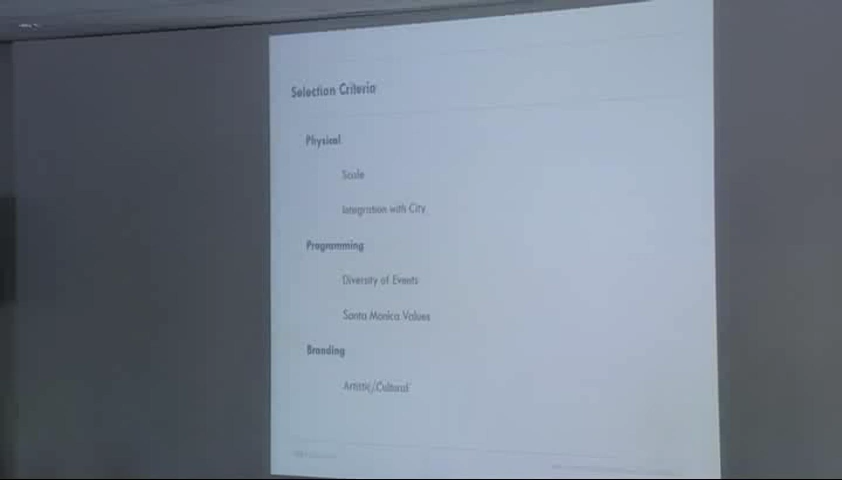 Selection Criteria
Physical
Scale
Integration with City
Programming
Diversity of Events
Santa Monica Values
Branding
Artistic/Cultural